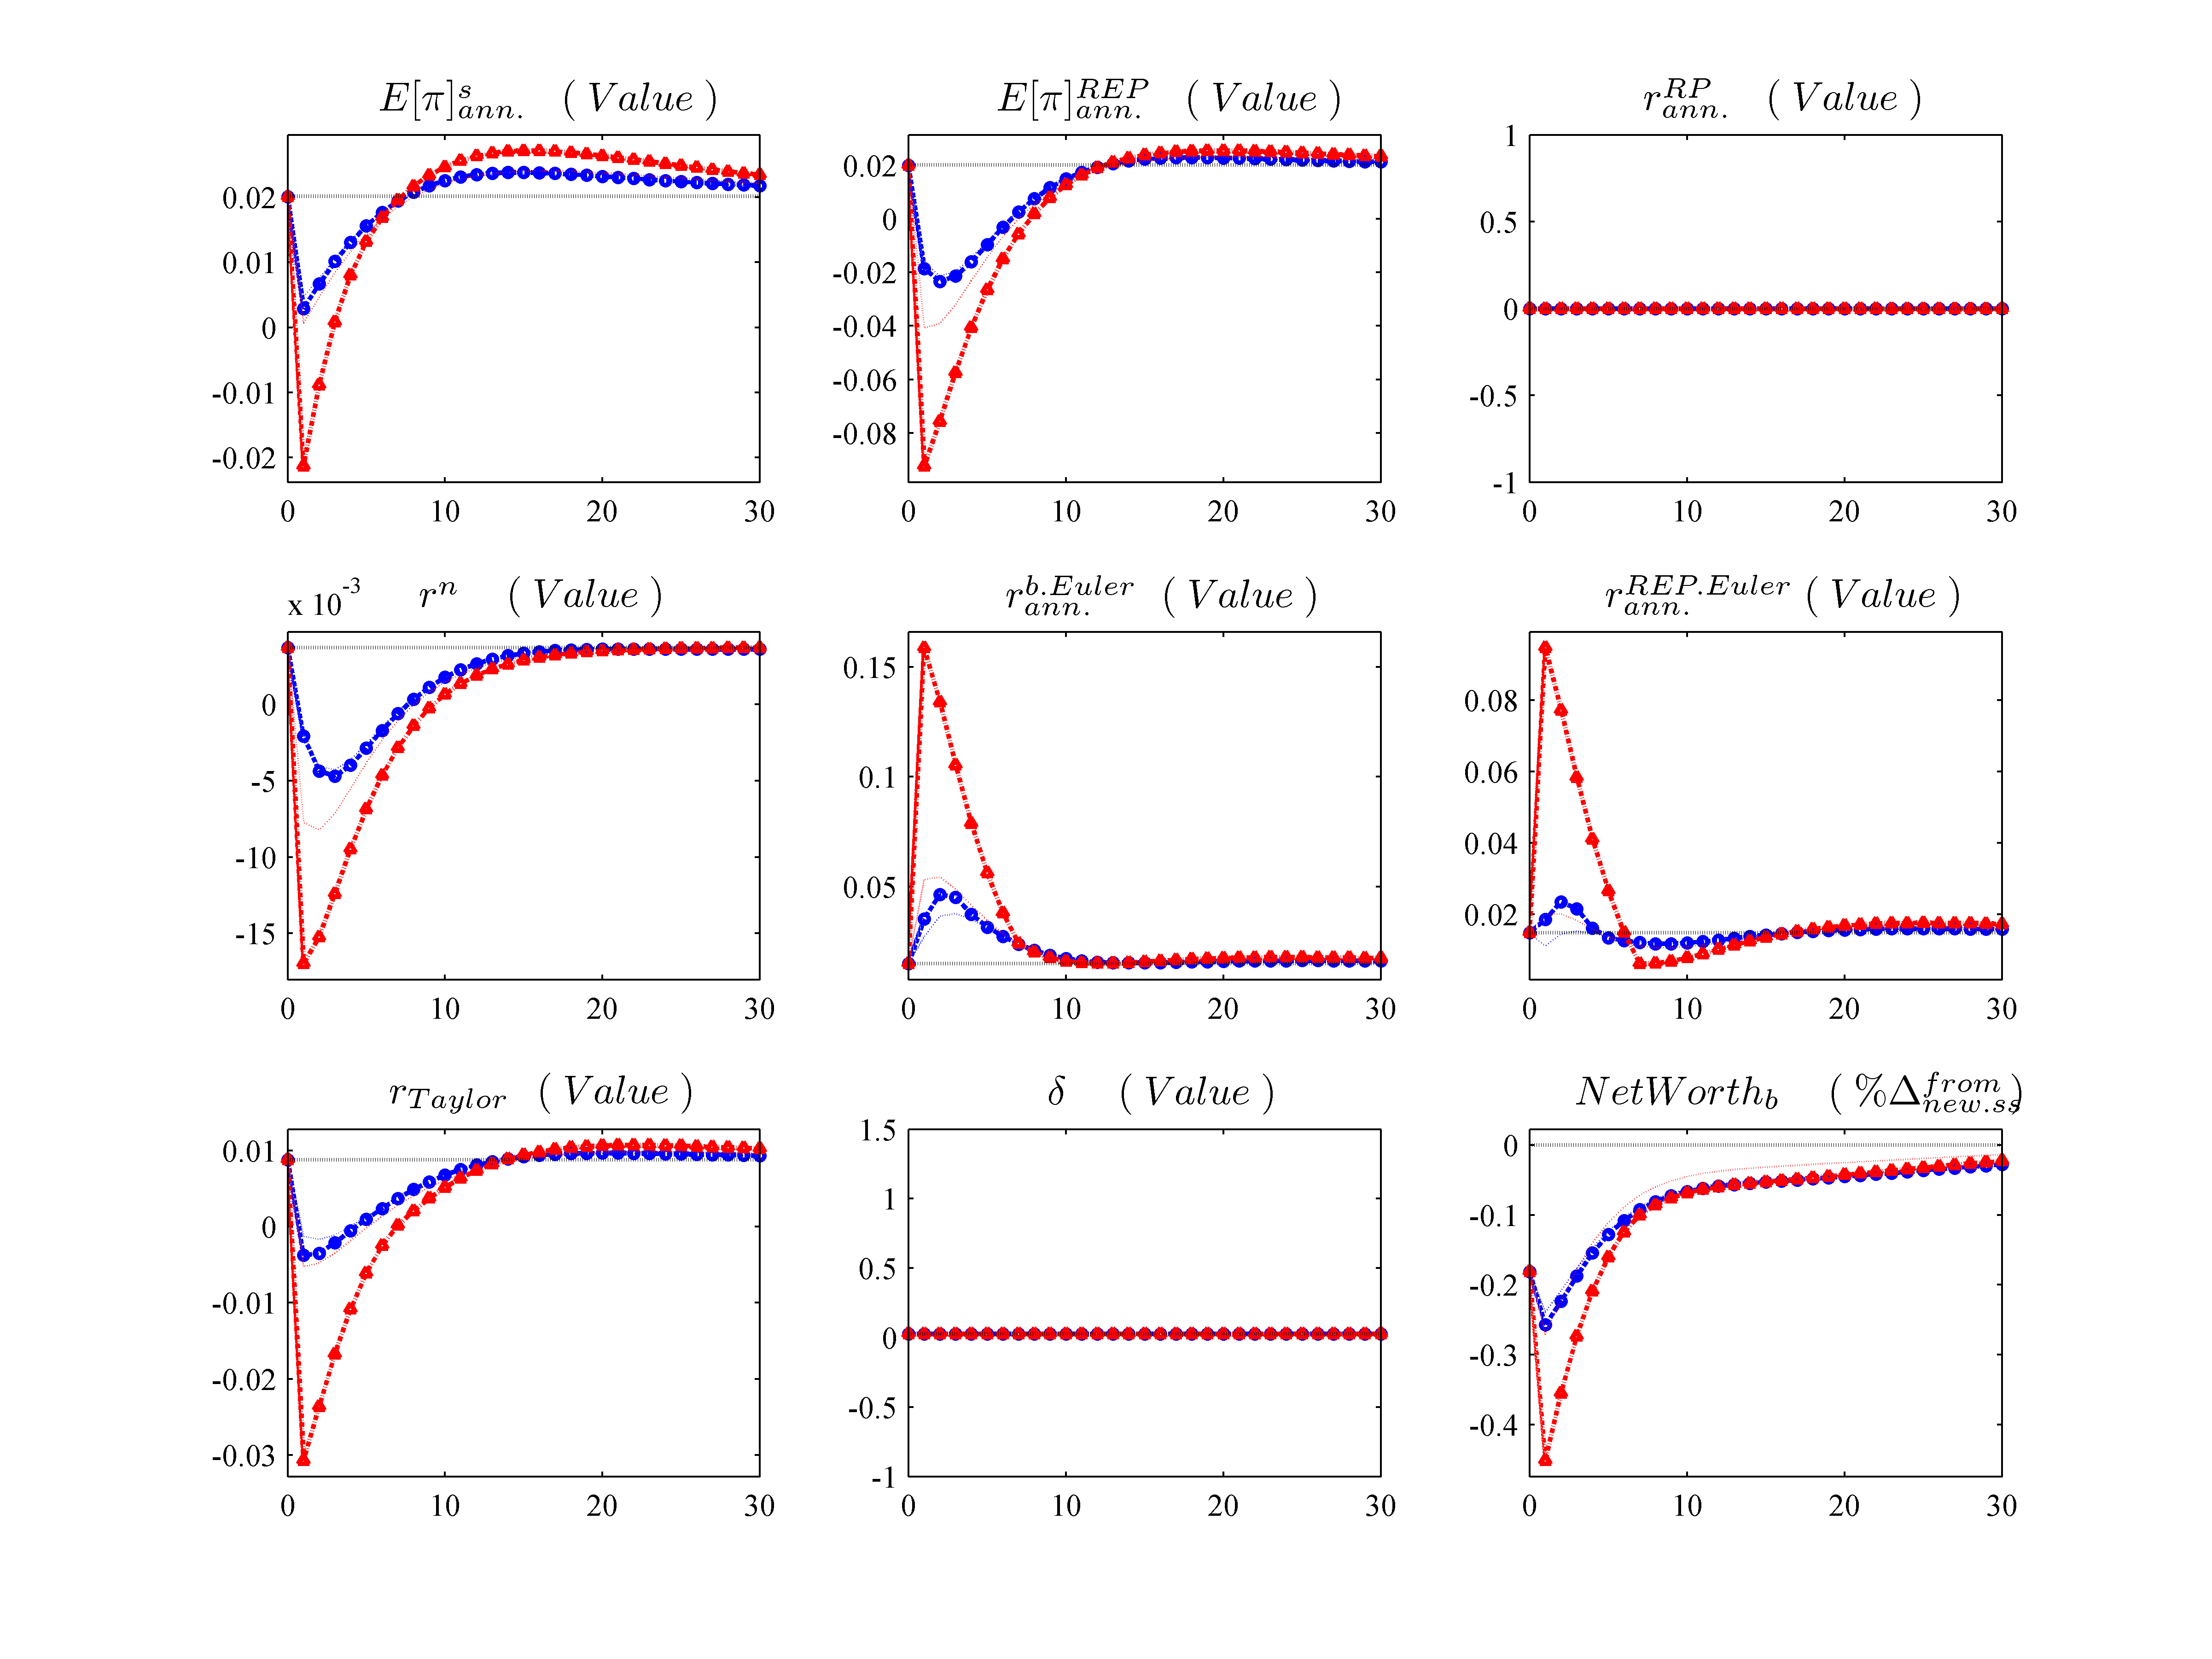 E[π]^s_ann. ( Value ) E[π]^REP_ann. ( Value ) r^RP_ann. ( Value )
0.02 0.01 0 -0.01 -0.02
0 10 20 30
0.02 0 -0.02 -0.04 -0.06 -0.08
0 10 20 30
1 0.5 0 -0.5 -1
0 10 20 30
x 10^-3 r^n ( Value ) r^b.Euler_ann. ( Value ) r^REP.Euler_ann. ( Value )
0 -5 -10 -15
0 10 20 30
0.15 0.1 0.05
0 10 20 30
0.08 0.06 0.04 0.02
0 10 20 30
r_Taylor ( Value ) δ ( Value ) NetWorth_b ( %Δ^from_new.ss )
0.01 0 -0.01 -0.02 -0.03
0 10 20 30
1.5 1 0.5 0 -0.5 -1
0 10 20 30
0 -0.1 -0.2 -0.3 -0.4
0 10 20 30